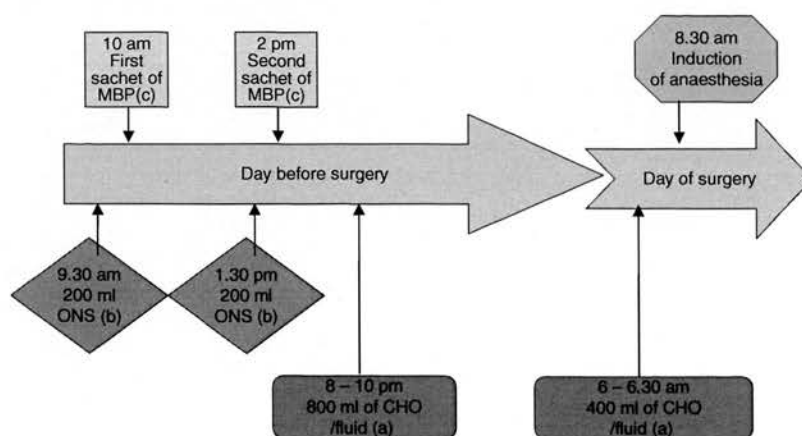 10 am
First
sachet of
MBP(c)
2 pm
Second
sachet of
MBP(c)
8.30 am
Induction
of anaesthesia
Day before surgery
Day of surgery
9.30 am
200 ml
ONS (b)
1.30 pm
200 ml
ONS (b)
8 – 10 pm
800 ml of CHO
/fluid (a)
6 – 6.30 am
400 ml of CHO
/fluid (a)